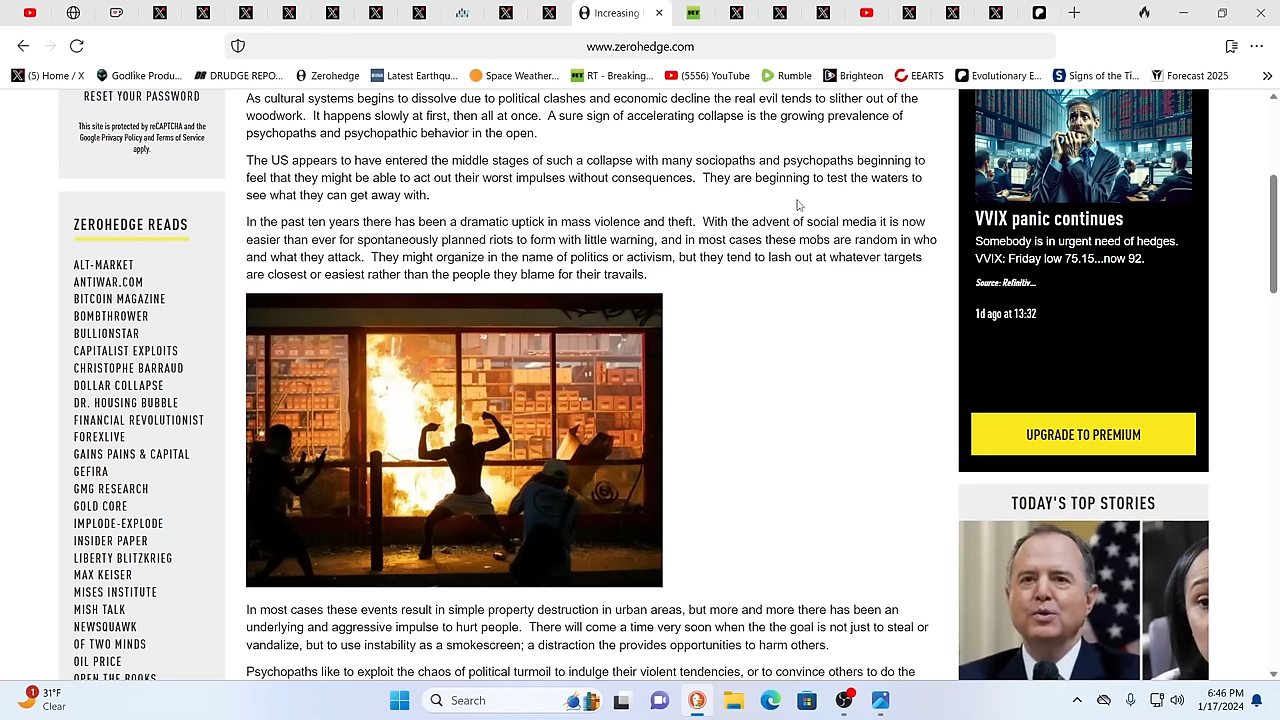 Increasing
www.zerohedge.com
(5) Home / X
Godlike Produ...
DRUDGE REPO...
Zerohedge
Latest Earthqu...
Space Weather...
RT - Breaking...
(5556) YouTube
Rumble
Brighteon
EEARTS
Evolutionary E...
Signs of the Ti...
Forecast 2025
RESET YOUR PASSWORD
This site is protected by reCAPTCHA and the
Google Privacy Policy and Terms of Service
apply.
ZEROHEDGE READS
ALT-MARKET
ANTIWAR.COM
BITCOIN MAGAZINE
BOMBTHROWER
BULLIONSTAR
CAPITALIST EXPLOITS
CHRISTOPHE BARRAUD
DOLLAR COLLAPSE
DR. HOUSING BUBBLE
FINANCIAL REVOLUTIONIST
FOREXLIVE
GAINS PAINS & CAPITAL
GEFIRA
GMG RESEARCH
GOLD CORE
IMPLODE-EXPLODE
INSIDER PAPER
LIBERTY BLITZKRIEG
MAX KEISER
MISES INSTITUTE
MISH TALK
NEWSQUAWK
OF TWO MINDS
OIL PRICE
OPEN THE BOOKS
As cultural systems begins to dissolve due to political clashes and economic decline the real evil tends to slither out of the
woodwork. It happens slowly at first, then all at once. A sure sign of accelerating collapse is the growing prevalence of
psychopaths and psychopathic behavior in the open.
The US appears to have entered the middle stages of such a collapse with many sociopaths and psychopaths beginning to
feel that they might be able to act out their worst impulses without consequences. They are beginning to test the waters to
see what they can get away with.
In the past ten years there has been a dramatic uptick in mass violence and theft. With the advent of social media it is now
easier than ever for spontaneously planned riots to form with little warning, and in most cases these mobs are random in who
and what they attack. They might organize in the name of politics or activism, but they tend to lash out at whatever targets
are closest or easiest rather than the people they blame for their travails.
In most cases these events result in simple property destruction in urban areas, but more and more there has been an
underlying and aggressive impulse to hurt people. There will come a time very soon when the the goal is not just to steal or
vandalize, but to use instability as a smokescreen; a distraction the provides opportunities to harm others.
Psychopaths like to exploit the chaos of political turmoil to indulge their violent tendencies, or to convince others to do the
VVIX panic continues
Somebody is in urgent need of hedges.
VVIX: Friday low 75.15...now 92.
Source: Refinitiv...
1d ago at 13:32
UPGRADE TO PREMIUM
TODAY'S TOP STORIES
1
31°F
Clear
Search
6:46 PM
1/17/2024